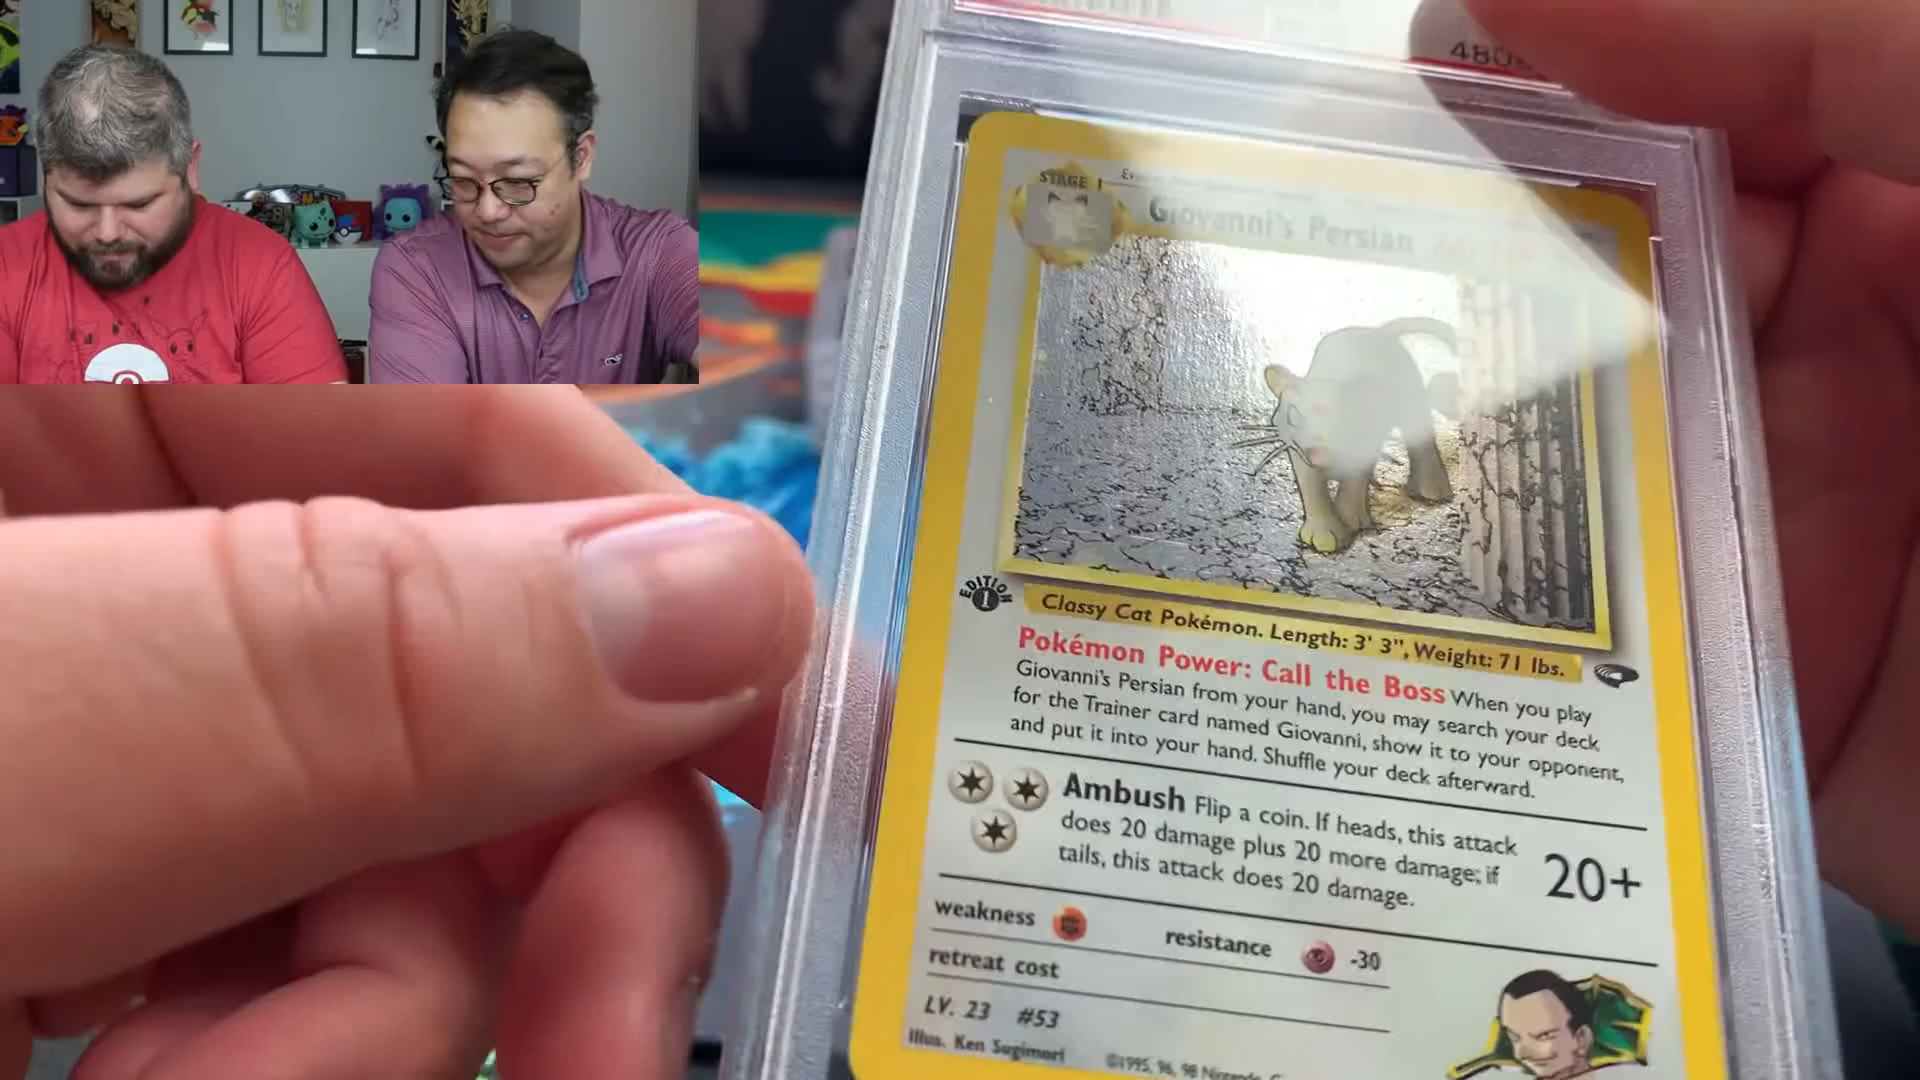 480
STAGE 1
Giovanni's Persian
EDITION
1
Classy Cat Pokémon. Length: 3' 3", Weight: 71 lbs.
Pokémon Power: Call the Boss When you play
Giovanni's Persian from your hand, you may search your deck
for the Trainer card named Giovanni, show it to your opponent,
and put it into your hand. Shuffle your deck afterward.
Ambush Flip a coin. If heads, this attack
does 20 damage plus 20 more damage; if
tails, this attack does 20 damage.
20+
weakness
resistance
-30
retreat cost
LV. 23 #53
Illus. Ken Sugimori
©1995, 96, 98 Nintendo